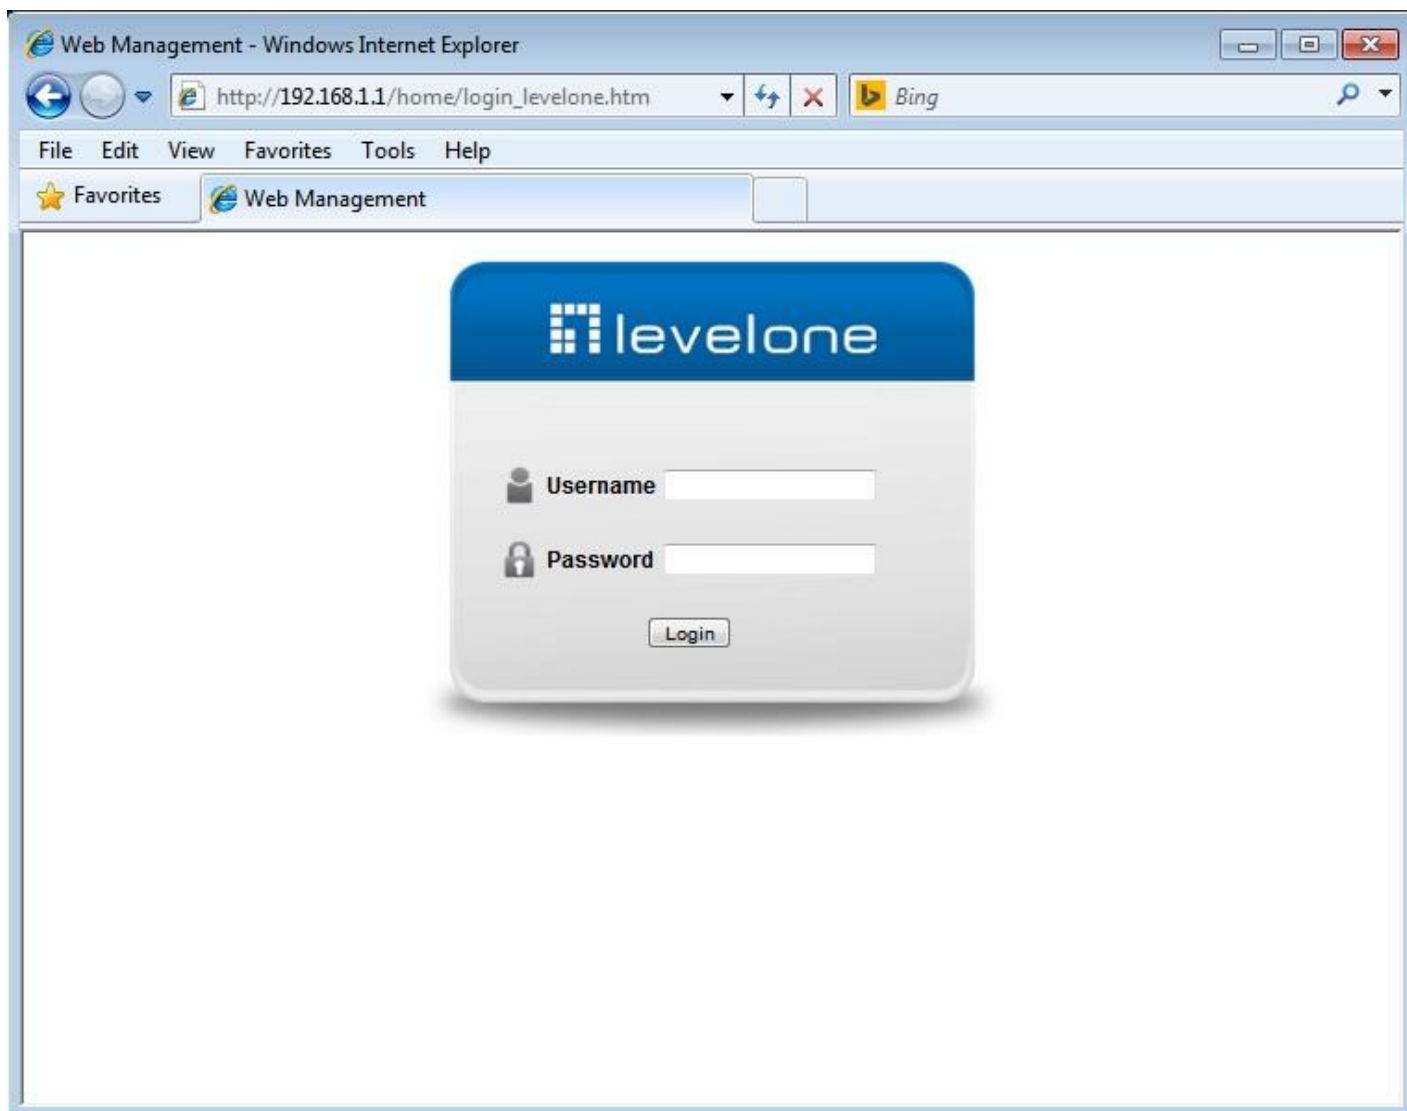 Web Management - Windows Internet Explorer
http://192.168.1.1/home/login_levelone.htm Bing
File Edit View Favorites Tools Help
Favorites Web Management
levelone
Username
Password
Login